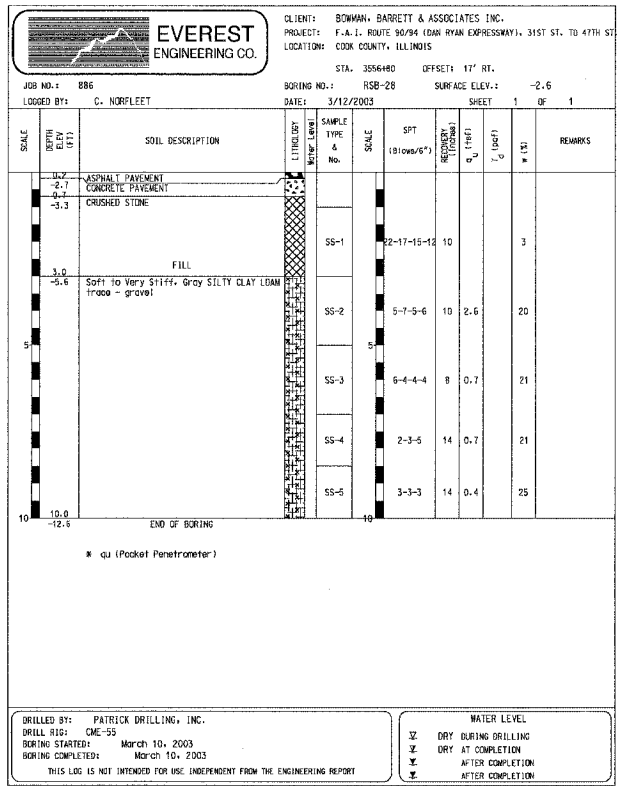 EVEREST
ENGINEERING CO.
CLIENT: BOWMAN, BARRETT & ASSOCIATES INC.
PROJECT: F.A.I. ROUTE 90/94 (DAN RYAN EXPRESSWAY), 31ST ST. TO 47TH ST
LOCATION: COOK COUNTY, ILLINOIS
STA. 3556+80 OFFSET: 17' RT.
JOB NO.: 886 BORING NO.: RSB-28 SURFACE ELEV.: -2.6
LOGGED BY: C. NORFLEET DATE: 3/12/2003 SHEET 1 OF 1
SCALE DEPTH ELEV (FT) SOIL DESCRIPTION LITHOLOGY Water Level SAMPLE TYPE & No. SCALE SPT (Blows/6") RECOVERY (Inches) qu (tsf) γd (pcf) w (%) REMARKS
ASPHALT PAVEMENT
-2.7 CONCRETE PAVEMENT
0.7
-3.3 CRUSHED STONE
SS-1 22-17-15-12 10 3
FILL
3.0
-5.6 Soft to Very Stiff, Gray SILTY CLAY LOAM
trace - gravel
SS-2 5-7-5-6 10 2.6 20
5 5
SS-3 6-4-4-4 8 0.7 21
SS-4 2-3-5 14 0.7 21
SS-5 3-3-3 14 0.4 25
10 10.0 10
-12.6 END OF BORING
* qu (Pocket Penetrometer)
DRILLED BY: PATRICK DRILLING, INC.
DRILL RIG: CME-55
BORING STARTED: March 10, 2003
BORING COMPLETED: March 10, 2003
THIS LOG IS NOT INTENDED FOR USE INDEPENDENT FROM THE ENGINEERING REPORT
WATER LEVEL
DRY DURING DRILLING
DRY AT COMPLETION
AFTER COMPLETION
AFTER COMPLETION